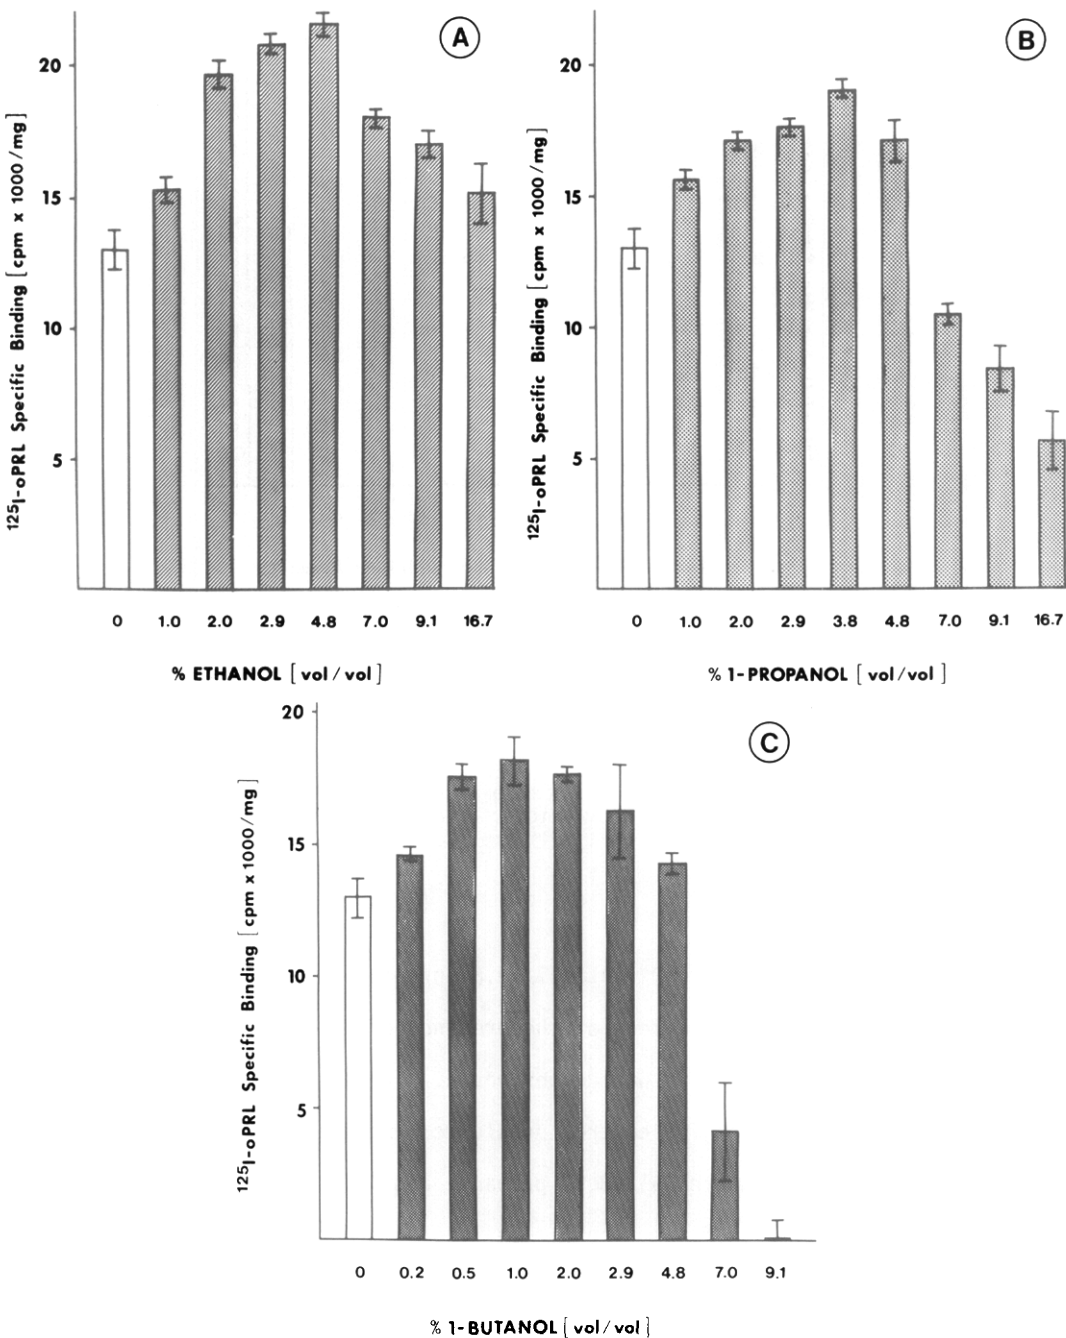 A
20
15
10
5
125I-oPRL Specific Binding [cpm x 1000/mg]
0 1.0 2.0 2.9 4.8 7.0 9.1 16.7
% ETHANOL [vol/vol]
B
20
15
10
5
125I-oPRL Specific Binding [cpm x 1000/mg]
0 1.0 2.0 2.9 3.8 4.8 7.0 9.1 16.7
% 1-PROPANOL [vol/vol]
C
20
15
10
5
125I-oPRL Specific Binding [cpm x 1000/mg]
0 0.2 0.5 1.0 2.0 2.9 4.8 7.0 9.1
% 1-BUTANOL [vol/vol]